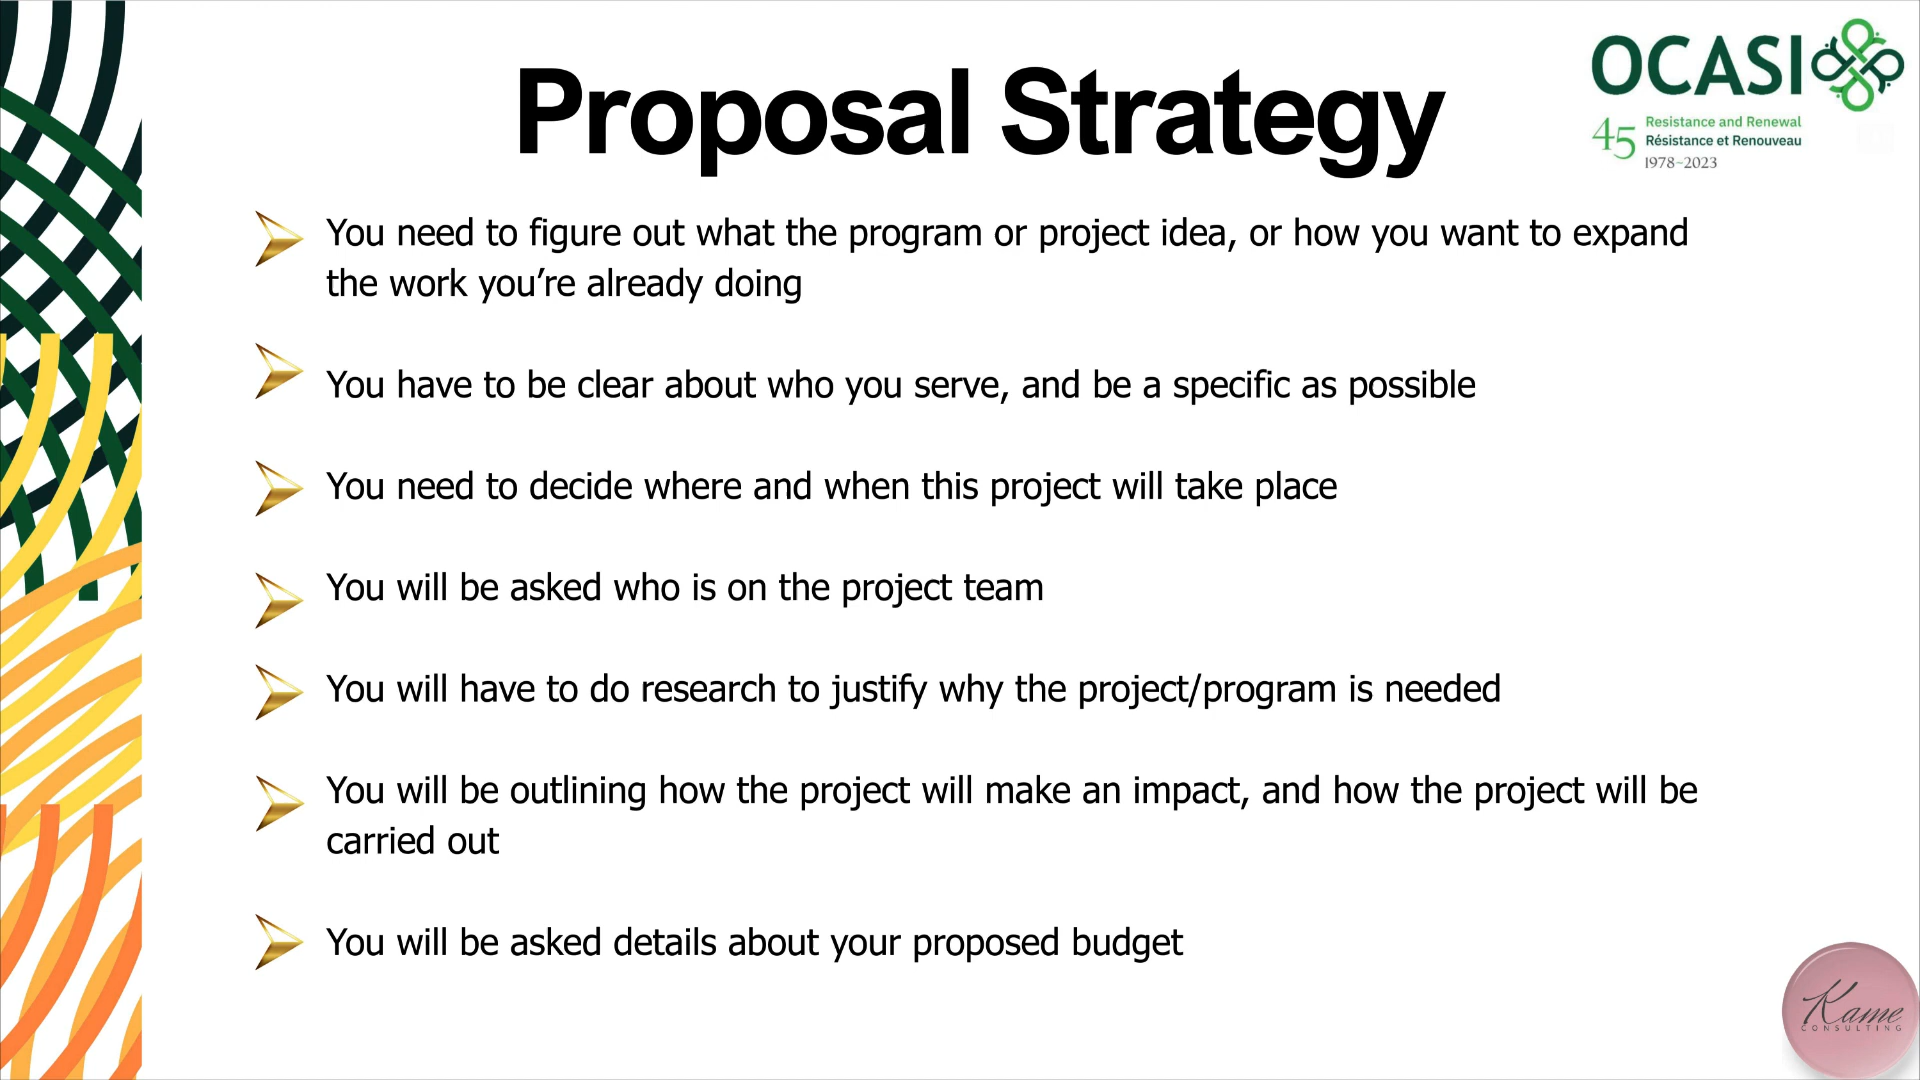 Proposal Strategy
OCASI
45
Resistance and Renewal
Résistance et Renouveau
1978-2023
You need to figure out what the program or project idea, or how you want to expand
the work you’re already doing
You have to be clear about who you serve, and be a specific as possible
You need to decide where and when this project will take place
You will be asked who is on the project team
You will have to do research to justify why the project/program is needed
You will be outlining how the project will make an impact, and how the project will be
carried out
You will be asked details about your proposed budget
Kame
CONSULTING